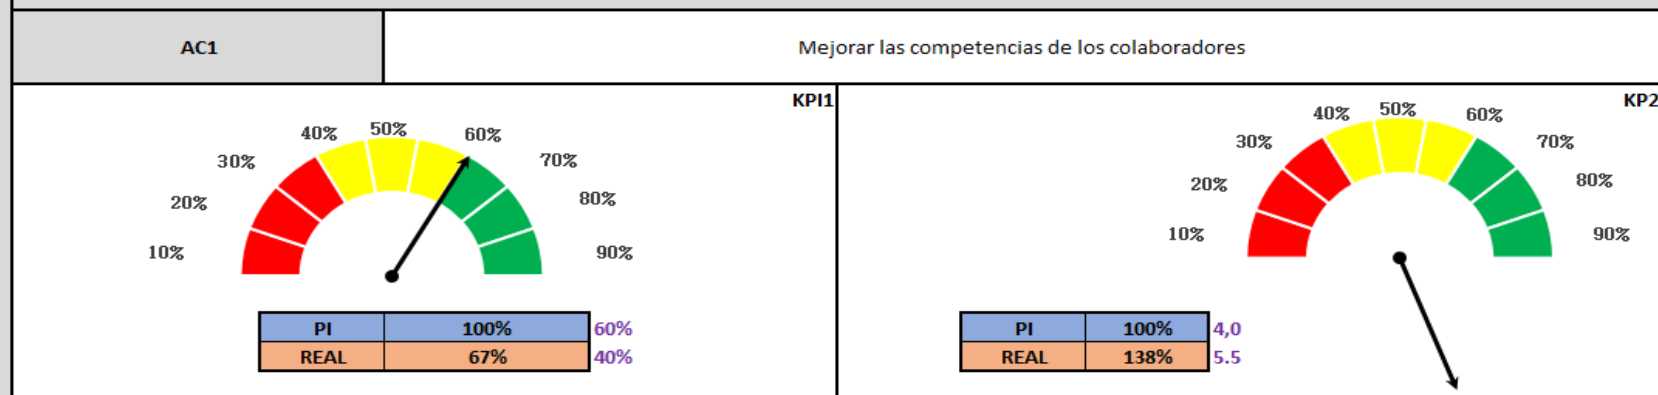 AC1
Mejorar las competencias de los colaboradores
KPI1
10%
20%
30%
40%
50%
60%
70%
80%
90%
PI 100% 60%
REAL 67% 40%
KP2
10%
20%
30%
40%
50%
60%
70%
80%
90%
PI 100% 4,0
REAL 138% 5.5